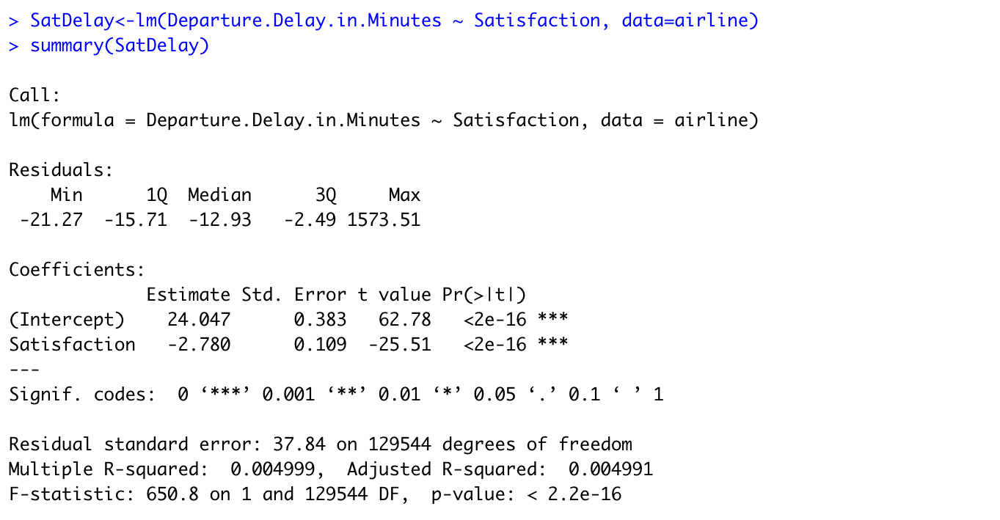 > SatDelay<-lm(Departure.Delay.in.Minutes ~ Satisfaction, data=airline)
> summary(SatDelay)
Call:
lm(formula = Departure.Delay.in.Minutes ~ Satisfaction, data = airline)
Residuals:
    Min      1Q  Median      3Q     Max
 -21.27  -15.71  -12.93   -2.49 1573.51
Coefficients:
             Estimate Std. Error t value Pr(>|t|)
(Intercept)    24.047      0.383   62.78   <2e-16 ***
Satisfaction   -2.780      0.109  -25.51   <2e-16 ***
---
Signif. codes:  0 ‘***’ 0.001 ‘**’ 0.01 ‘*’ 0.05 ‘.’ 0.1 ‘ ’ 1
Residual standard error: 37.84 on 129544 degrees of freedom
Multiple R-squared:  0.004999,  Adjusted R-squared:  0.004991
F-statistic: 650.8 on 1 and 129544 DF,  p-value: < 2.2e-16